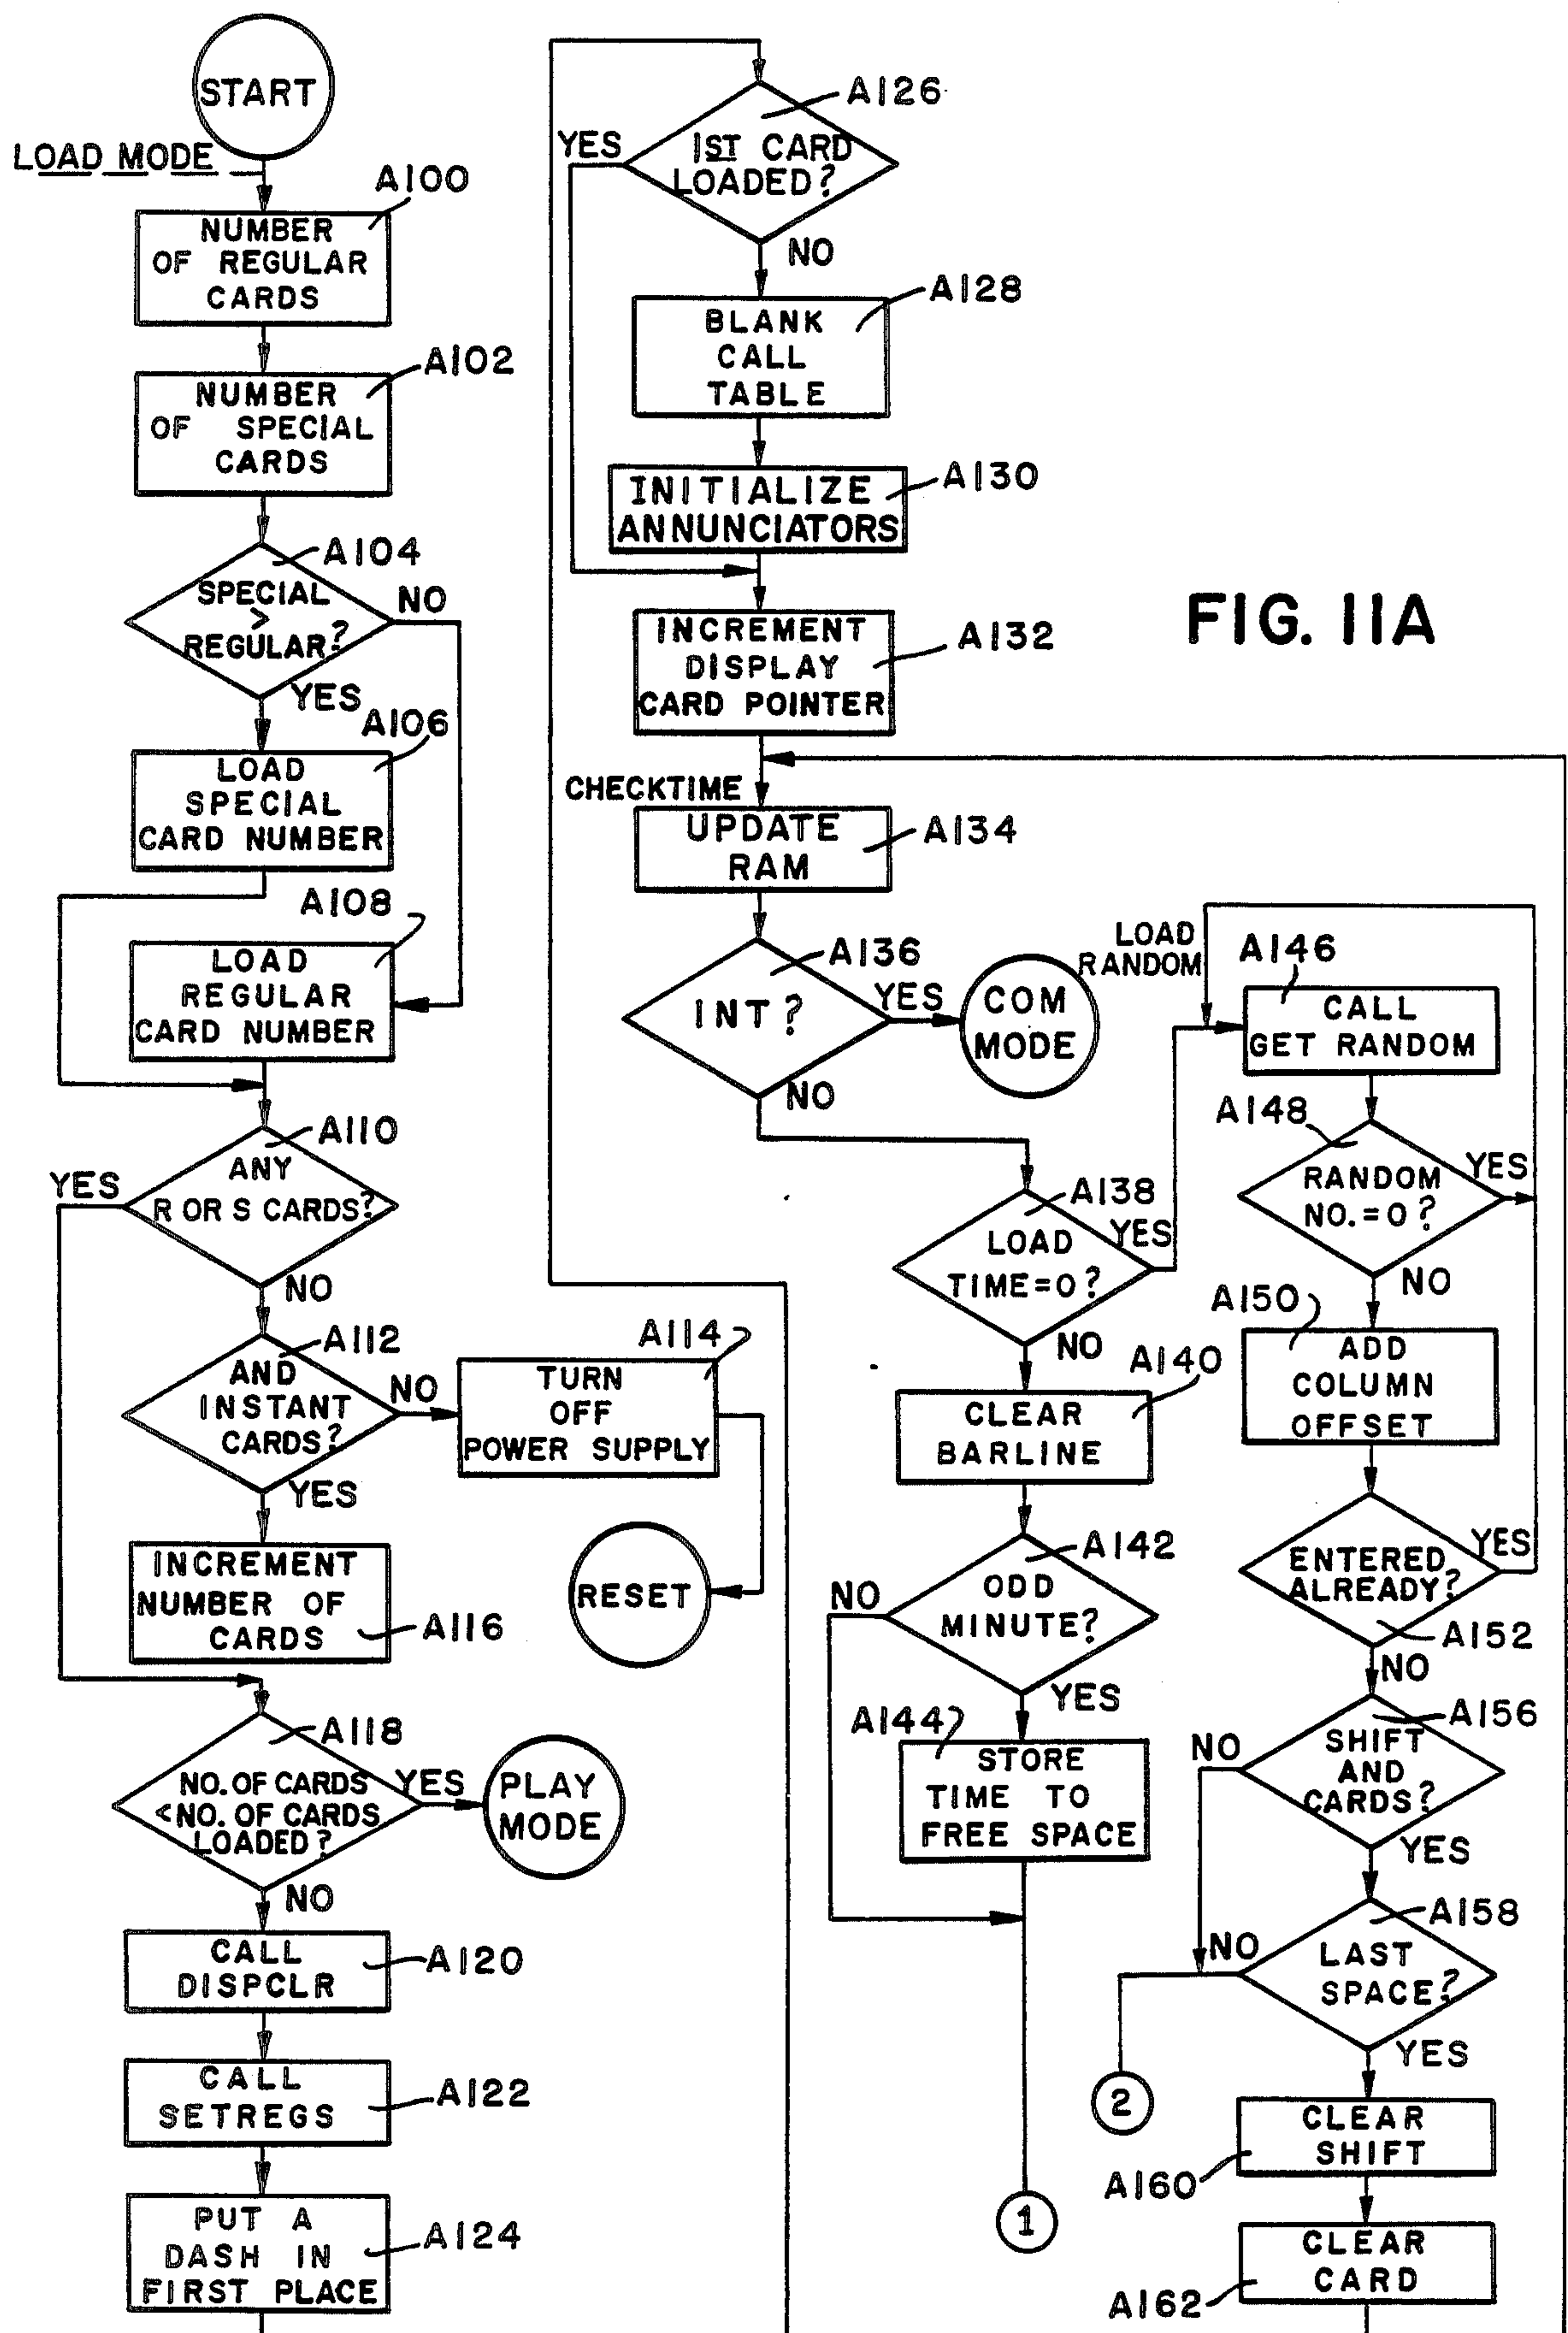 START
LOAD MODE
A100
NUMBER
OF REGULAR
CARDS
A102
NUMBER
OF SPECIAL
CARDS
A104
SPECIAL
>
REGULAR?
NO
YES
A106
LOAD
SPECIAL
CARD NUMBER
A108
LOAD
REGULAR
CARD NUMBER
A110
ANY
R OR S CARDS?
YES
NO
A112
AND
INSTANT
CARDS?
NO
YES
A114
TURN
OFF
POWER SUPPLY
RESET
INCREMENT
NUMBER OF
CARDS
A116
A118
NO. OF CARDS
<NO. OF CARDS
LOADED?
YES
PLAY
MODE
NO
CALL
DISPCLR
A120
CALL
SETREGS
A122
PUT A
DASH IN
FIRST PLACE
A124
A126
1ST CARD
LOADED?
YES
NO
A128
BLANK
CALL
TABLE
A130
INITIALIZE
ANNUNCIATORS
A132
INCREMENT
DISPLAY
CARD POINTER
FIG. 11A
CHECKTIME
UPDATE
RAM
A134
A136
INT?
YES
COM
MODE
NO
A138
LOAD
TIME=0?
YES
NO
A140
CLEAR
BARLINE
A142
ODD
MINUTE?
NO
YES
A144
STORE
TIME TO
FREE SPACE
1
LOAD
RANDOM
A146
CALL
GET RANDOM
A148
RANDOM
NO.=0?
YES
NO
A150
ADD
COLUMN
OFFSET
ENTERED
ALREADY?
YES
A152
NO
A156
SHIFT
AND
CARDS?
NO
YES
A158
LAST
SPACE?
NO
YES
2
CLEAR
SHIFT
A160
CLEAR
CARD
A162